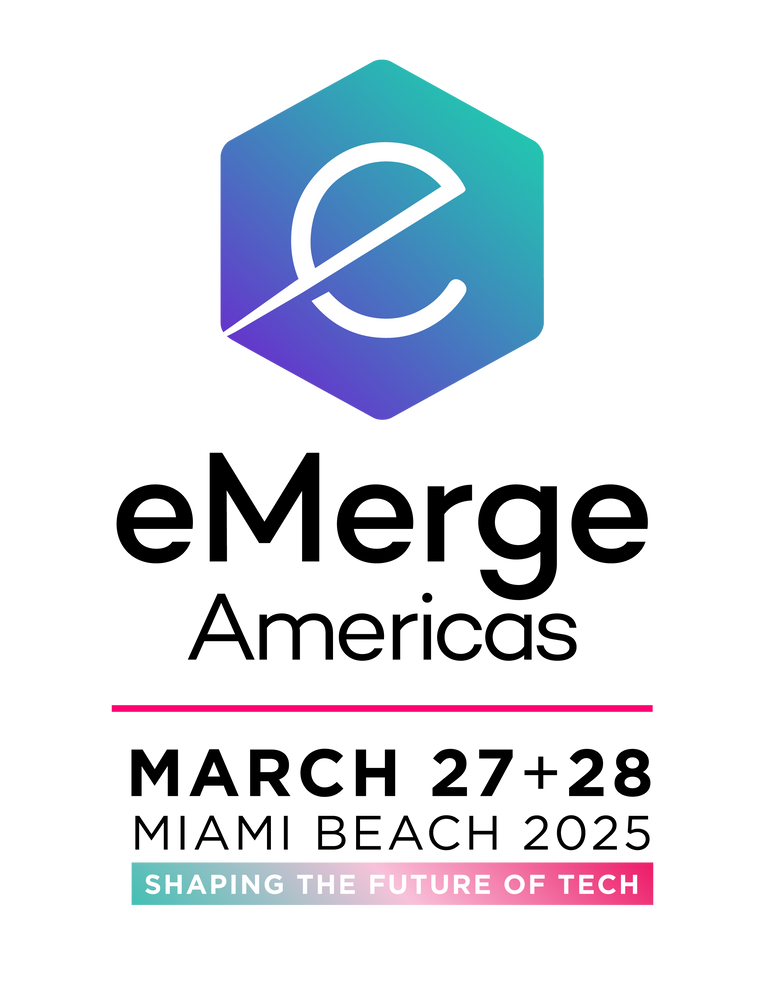 e
eMerge
Americas
MARCH 27+28
MIAMI BEACH 2025
SHAPING THE FUTURE OF TECH